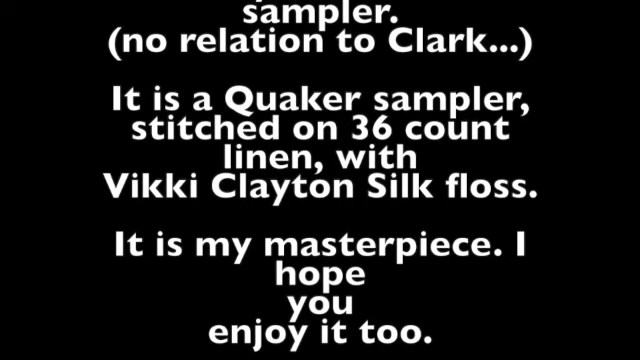 sampler.
(no relation to Clark...)
It is a Quaker sampler,
stitched on 36 count
linen, with
Vikki Clayton Silk floss.
It is my masterpiece. I
hope
you
enjoy it too.